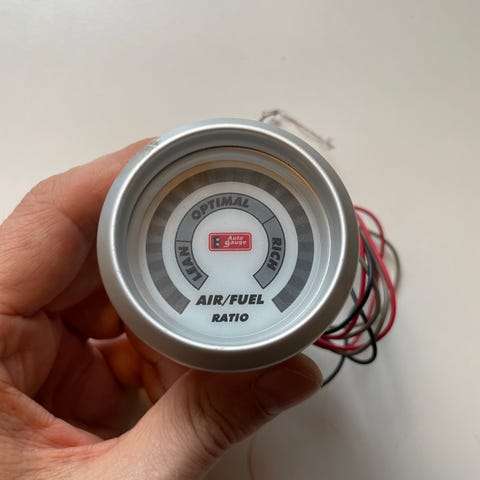 OPTIMAL
LEAN
Auto
gauge
RICH
AIR/FUEL
RATIO